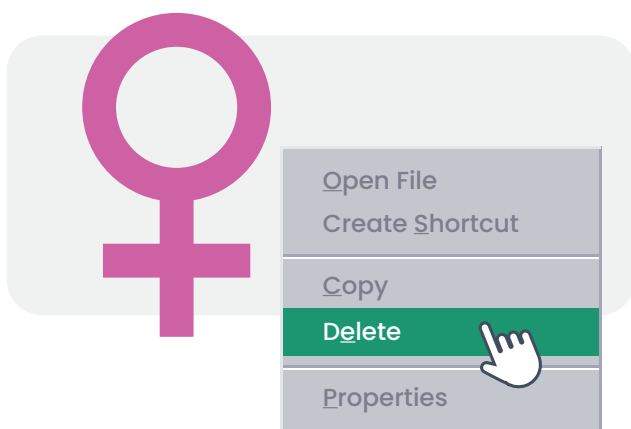 Open File
Create Shortcut
Copy
Delete
Properties